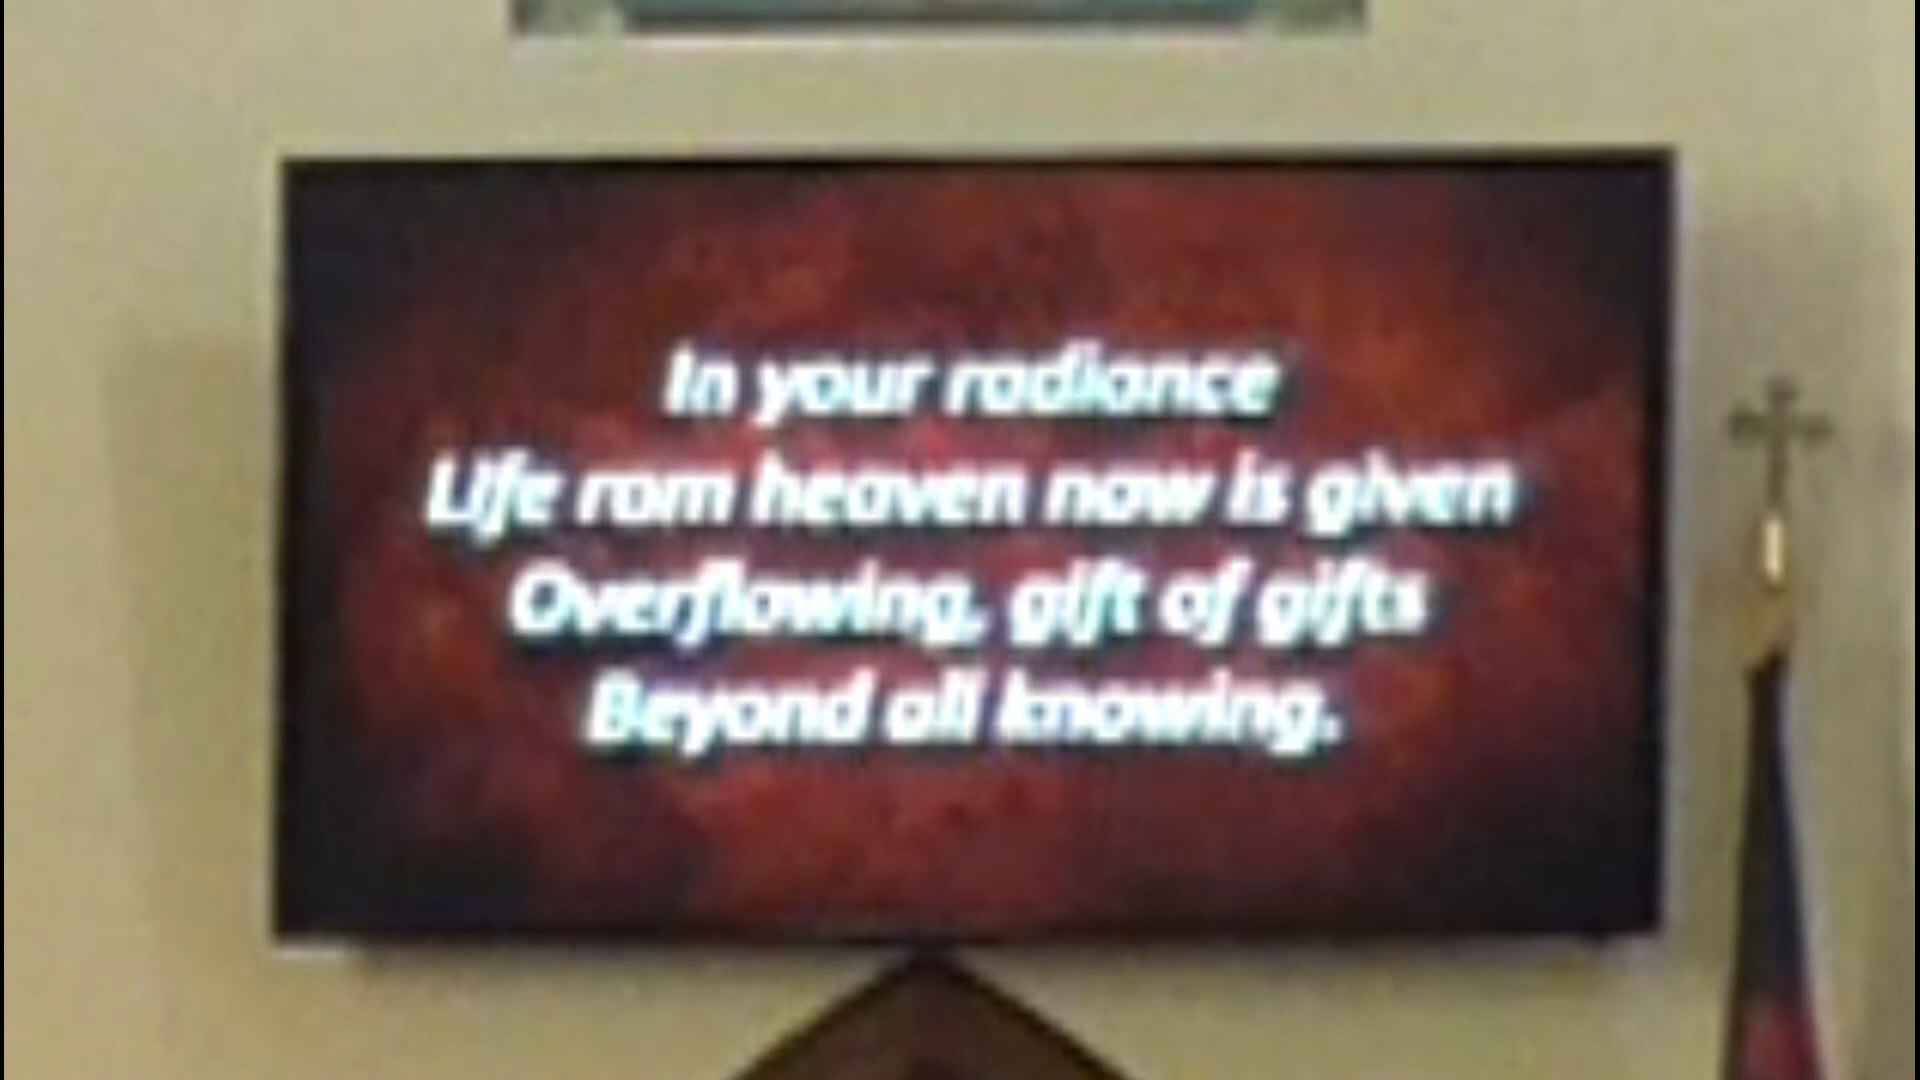 In your radiance
Life rom heaven now is given
Overflowing, gift of gifts
Beyond all knowing.